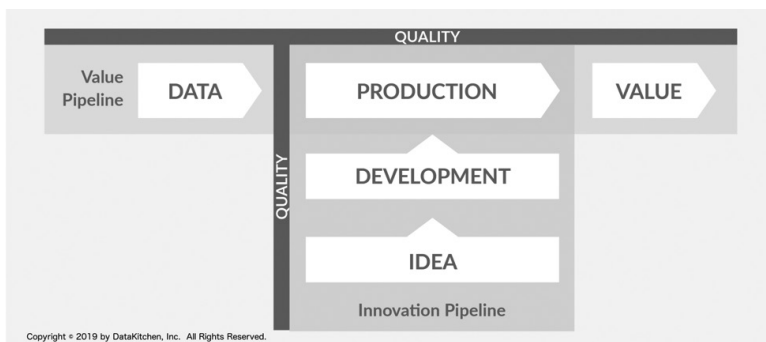 QUALITY
Value
Pipeline
DATA
PRODUCTION
VALUE
QUALITY
DEVELOPMENT
IDEA
Innovation Pipeline
Copyright © 2019 by DataKitchen, Inc. All Rights Reserved.